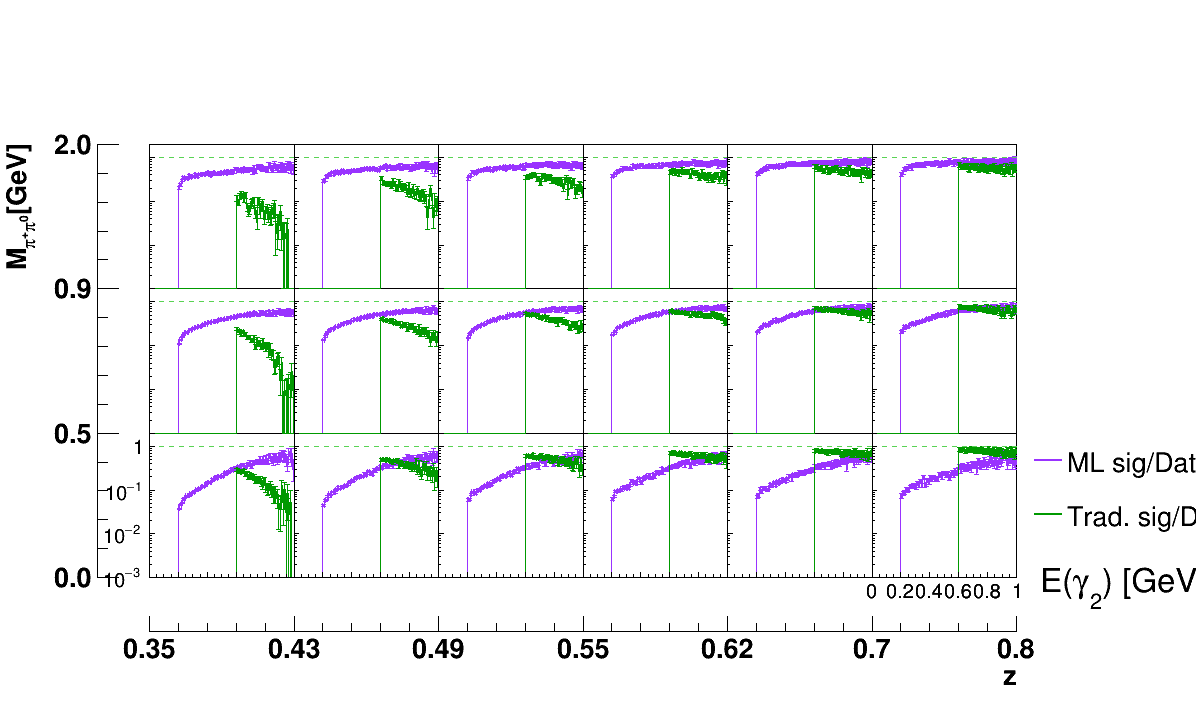 M_{π⁺π⁰} [GeV]
2.0
0.9
0.5
0.0
1
10⁻¹
10⁻²
10⁻³
ML sig/Dat
Trad. sig/D
E(γ₂) [GeV
0 0.20.40.60.8 1
0.35 0.43 0.49 0.55 0.62 0.7 0.8
z